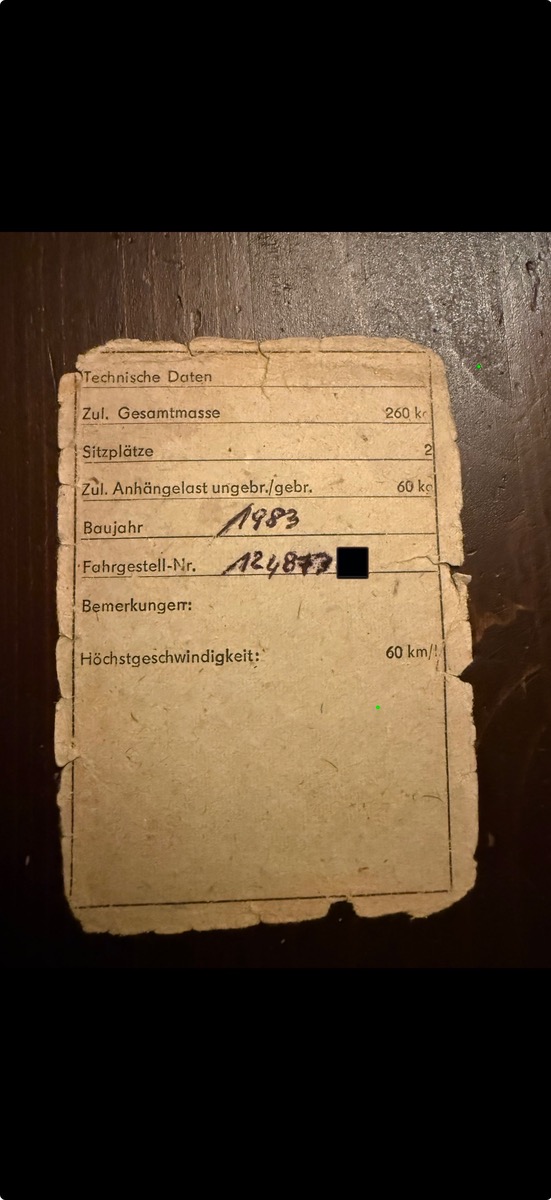 Technische Daten
Zul. Gesamtmasse 260 kg
Sitzplätze 2
Zul. Anhängelast ungebr./gebr. 60 kg
Baujahr 1983
Fahrgestell-Nr.
Bemerkungen:
Höchstgeschwindigkeit: 60 km/